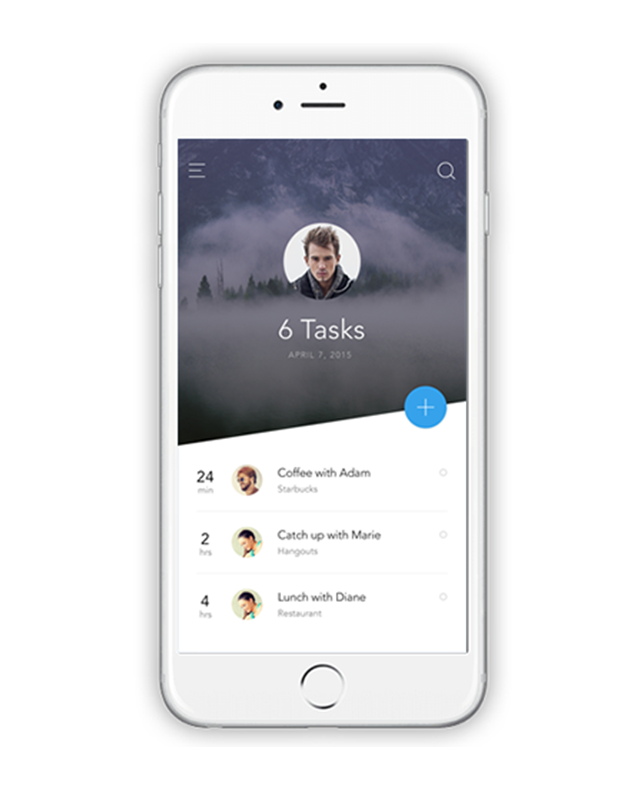 6 Tasks
APRIL 7, 2015
24 min
Coffee with Adam
Starbucks
2 hrs
Catch up with Marie
Hangouts
4 hrs
Lunch with Diane
Restaurant